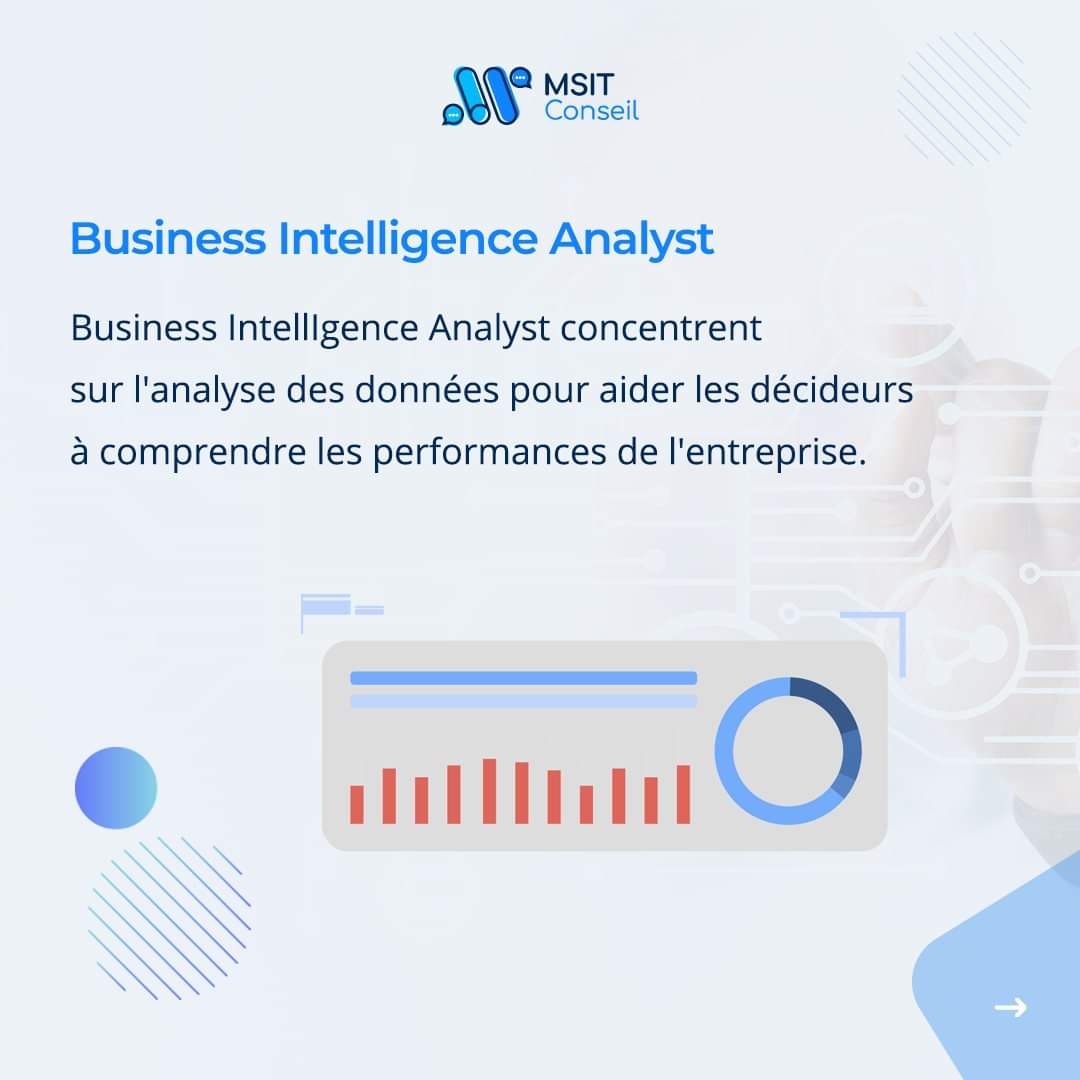 MSIT
Conseil
Business Intelligence Analyst
Business IntellIgence Analyst concentrent
sur l'analyse des données pour aider les décideurs
à comprendre les performances de l'entreprise.